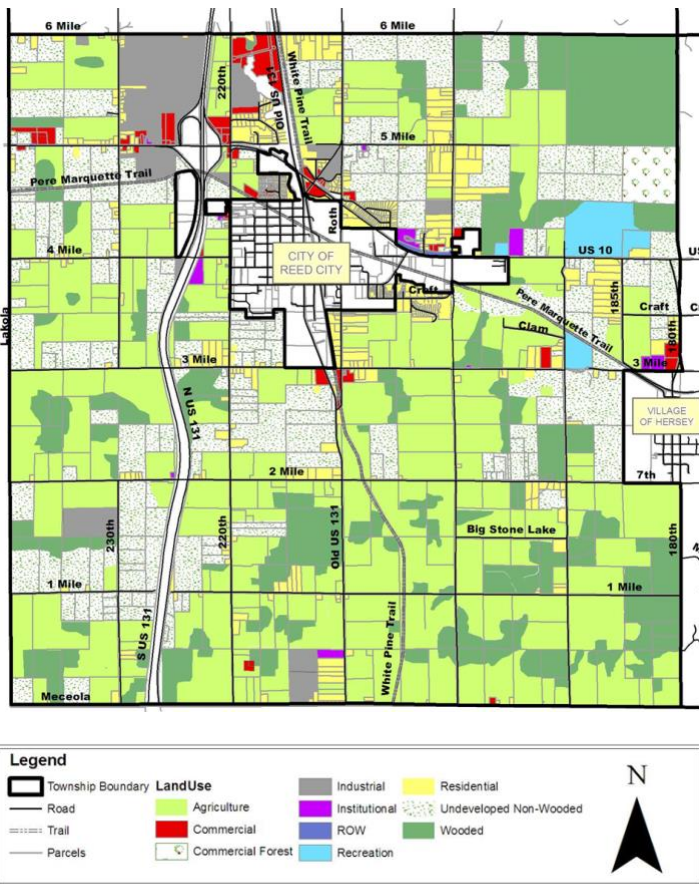 6 Mile
6 Mile
220th
Old US 131
White Pine Trail
5 Mile
Pere Marquette Trail
Roth
4 Mile
CITY OF
REED CITY
US 10
Lakola
Craft
Pere Marquette Trail
185th
Craft
Clam
180th
3 Mile
3 Mile
N US 131
VILLAGE
OF HERSEY
2 Mile
7th
230th
220th
Old US 131
Big Stone Lake
180th
1 Mile
1 Mile
S US 131
White Pine Trail
Meceola
Legend
Township Boundary
Road
Trail
Parcels
LandUse
Agriculture
Commercial
Commercial Forest
Industrial
Institutional
ROW
Recreation
Residential
Undeveloped Non-Wooded
Wooded
N